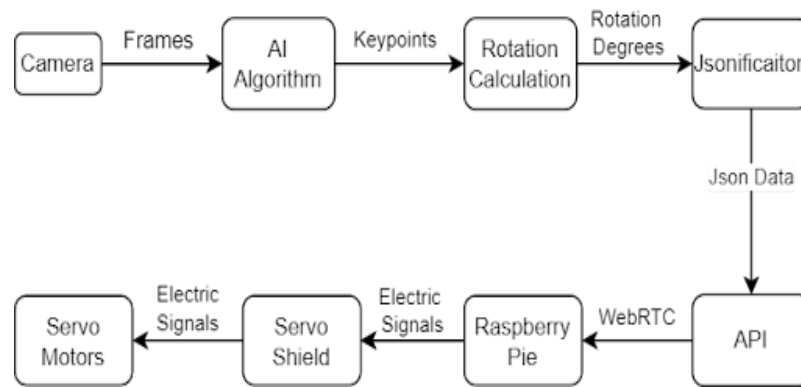 Camera
Frames
AI
Algorithm
Keypoints
Rotation
Calculation
Rotation
Degrees
Jsonificaiton
Json Data
API
WebRTC
Raspberry
Pie
Electric
Signals
Servo
Shield
Electric
Signals
Servo
Motors